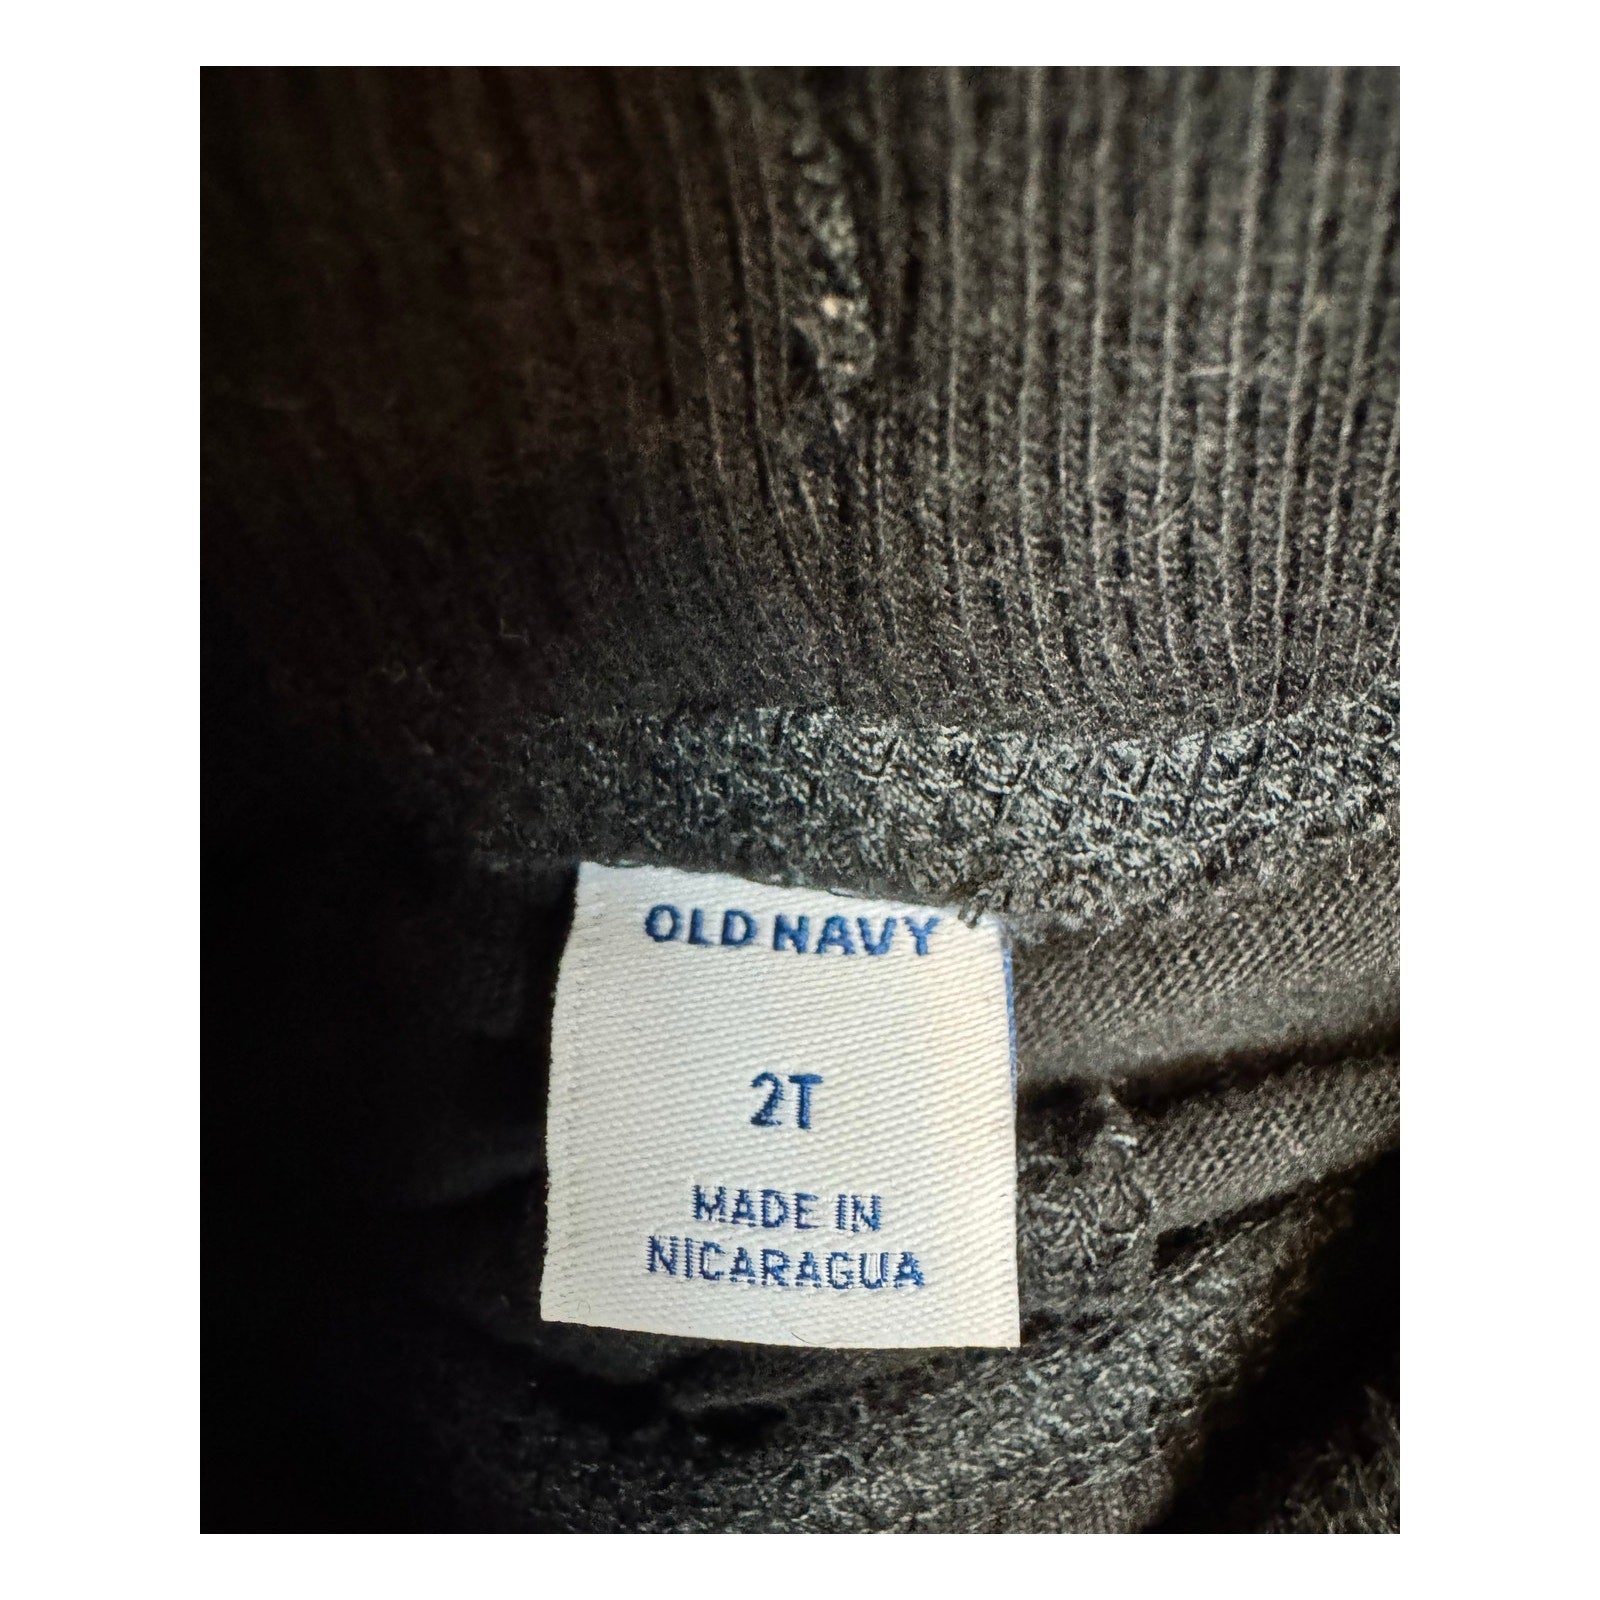 OLD NAVY
2T
MADE IN
NICARAGUA